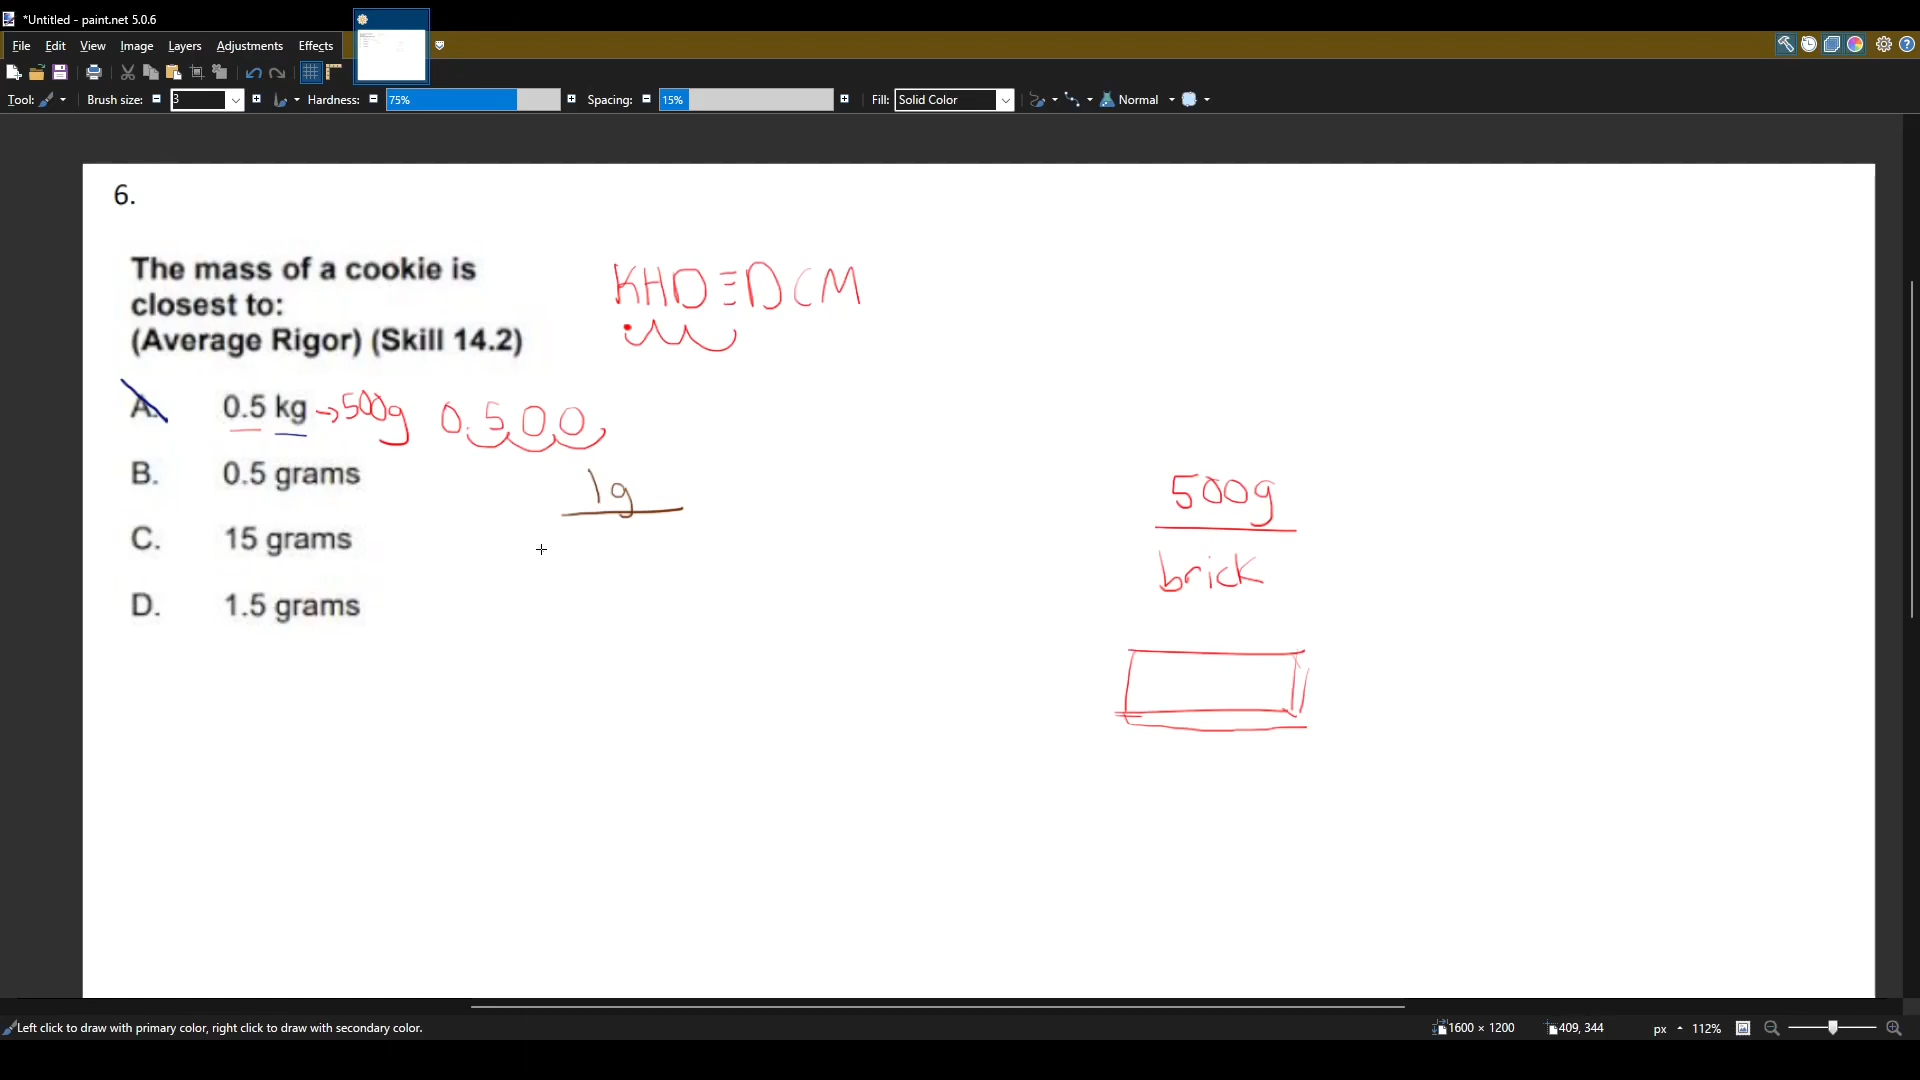 *Untitled - paint.net 5.0.6
File Edit View Image Layers Adjustments Effects
Tool: Brush size: 3 Hardness: 75% Spacing: 15% Fill: Solid Color Normal
6.
The mass of a cookie is
closest to:
(Average Rigor) (Skill 14.2)
KHD DCM
A. 0.5 kg → 500g 0.500
B. 0.5 grams
1g
C. 15 grams
D. 1.5 grams
500g
brick
Left click to draw with primary color, right click to draw with secondary color.
1600 × 1200 409, 344 px 112%